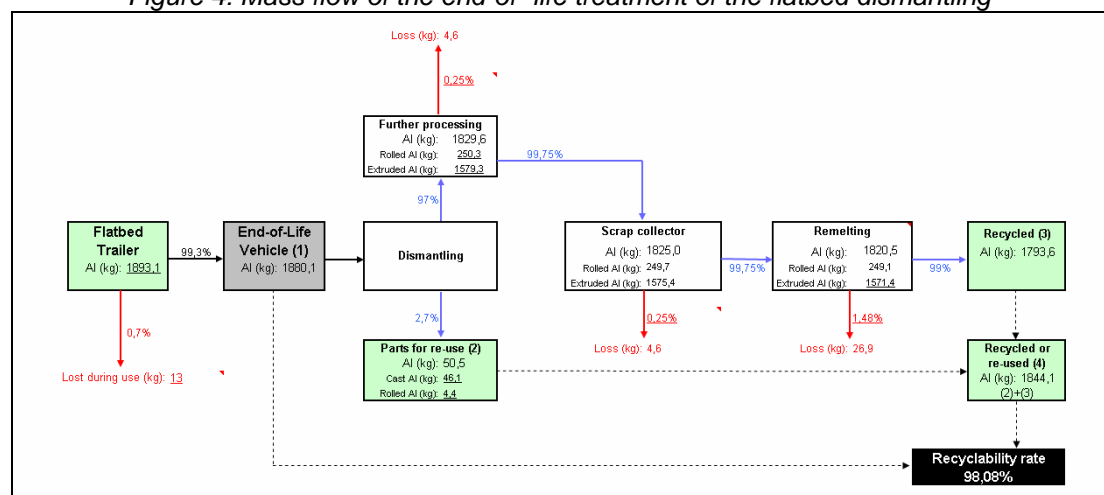 Figure 4. Mass flow of the end-of-life treatment of the flatbed dismantling
Loss (kg): 4,6
0,25%
Further processing
Al (kg): 1829,6
Rolled Al (kg): 250,3
Extruded Al (kg): 1579,3
99,75%
97%
Flatbed
Trailer
Al (kg): 1893,1
99,3%
End-of-Life
Vehicle (1)
Al (kg): 1880,1
Dismantling
Scrap collector
Al (kg): 1825,0
Rolled Al (kg): 249,7
Extruded Al (kg): 1575,4
99,75%
Remelting
Al (kg): 1820,5
Rolled Al (kg): 249,1
Extruded Al (kg): 1571,4
99%
Recycled (3)
Al (kg): 1793,6
0,7%
Lost during use (kg): 13
2,7%
Parts for re-use (2)
Al (kg): 50,5
Cast Al (kg): 46,1
Rolled Al (kg): 4,4
0,25%
Loss (kg): 4,6
1,48%
Loss (kg): 26,9
Recycled or
re-used (4)
Al (kg): 1844,1
(2)+(3)
Recyclability rate
98,08%